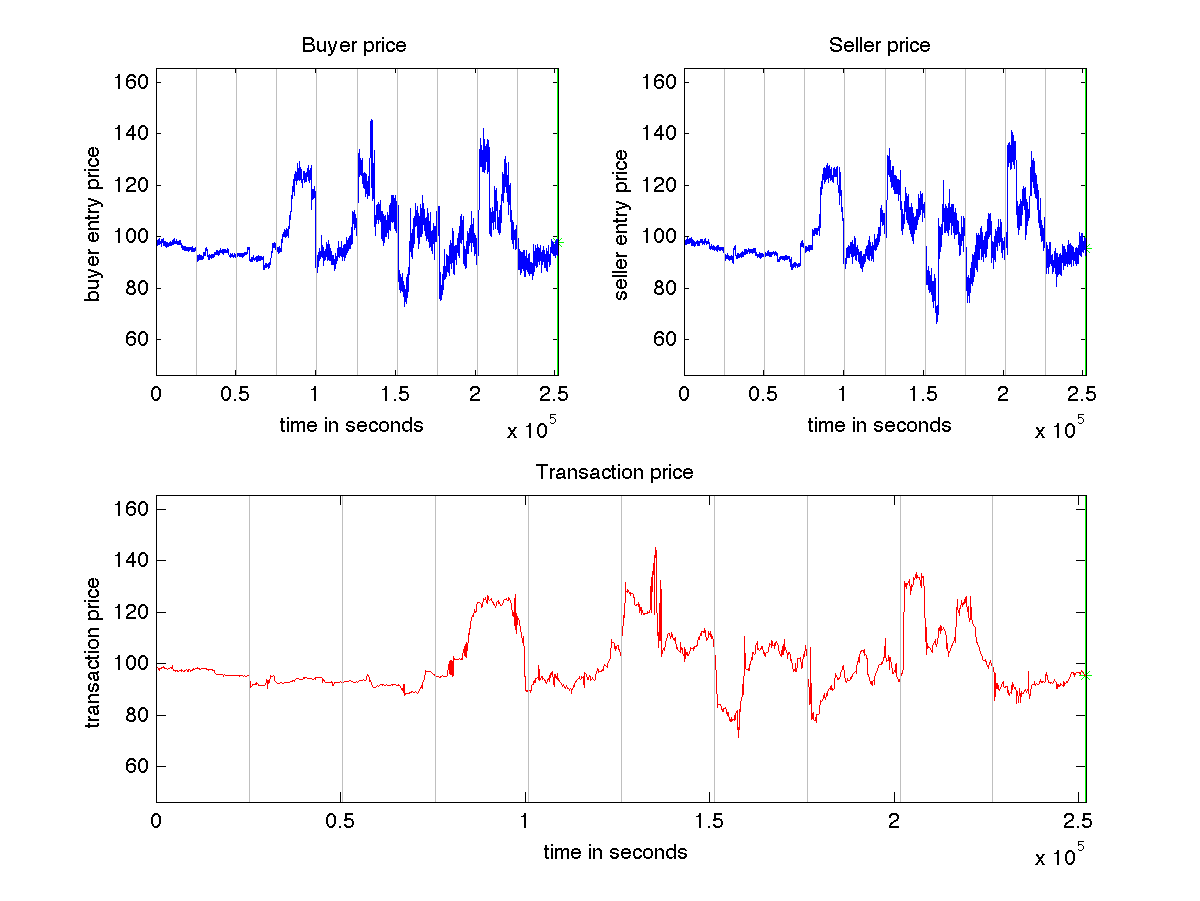 Buyer price
160
140
120
100
80
60
buyer entry price
0 0.5 1 1.5 2 2.5
time in seconds
x 10^5
Seller price
160
140
120
100
80
60
seller entry price
0 0.5 1 1.5 2 2.5
time in seconds
x 10^5
Transaction price
160
140
120
100
80
60
transaction price
0 0.5 1 1.5 2 2.5
time in seconds
x 10^5